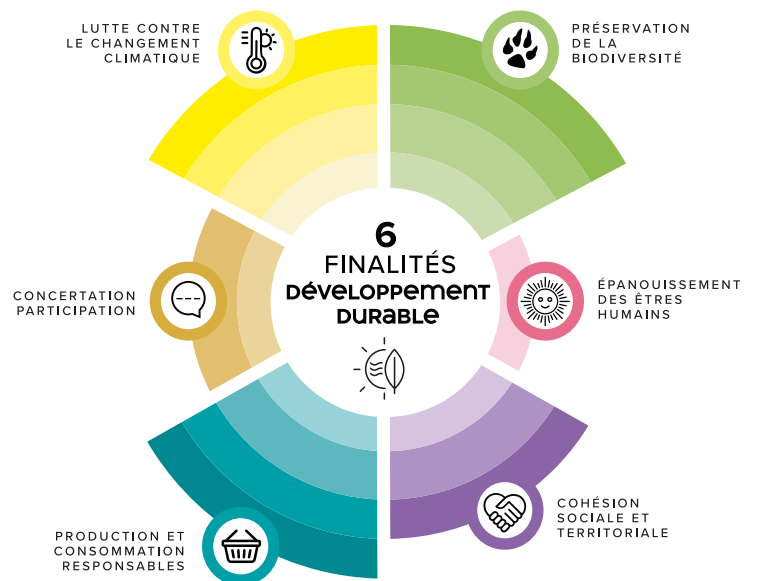 LUTTE CONTRE
LE CHANGEMENT
CLIMATIQUE
PRÉSERVATION
DE LA
BIODIVERSITÉ
6
FINALITÉS
DÉVELOPPEMENT
DURABLE
CONCERTATION
PARTICIPATION
ÉPANOUISSEMENT
DES ÊTRES
HUMAINS
PRODUCTION ET
CONSOMMATION
RESPONSABLES
COHÉSION
SOCIALE ET
TERRITORIALE